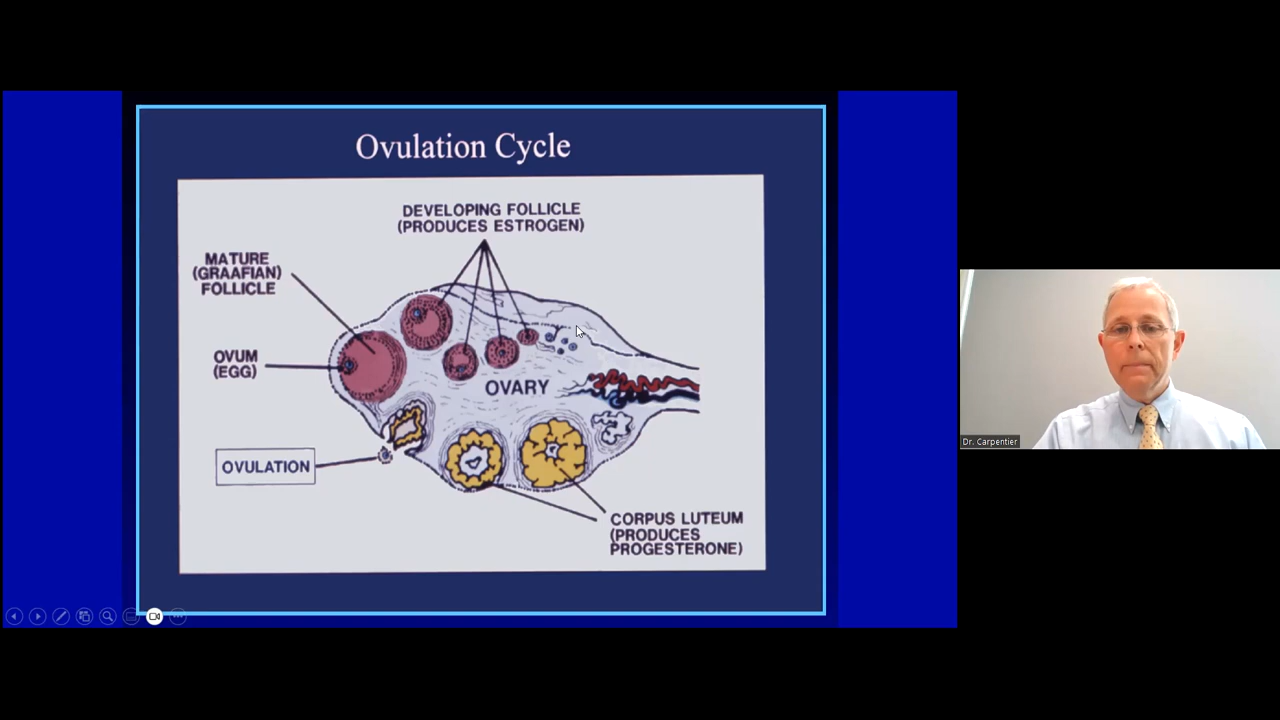 Ovulation Cycle
DEVELOPING FOLLICLE
(PRODUCES ESTROGEN)
MATURE
(GRAAFIAN)
FOLLICLE
OVUM
(EGG)
OVARY
OVULATION
CORPUS LUTEUM
(PRODUCES
PROGESTERONE)
Dr. Carpentier